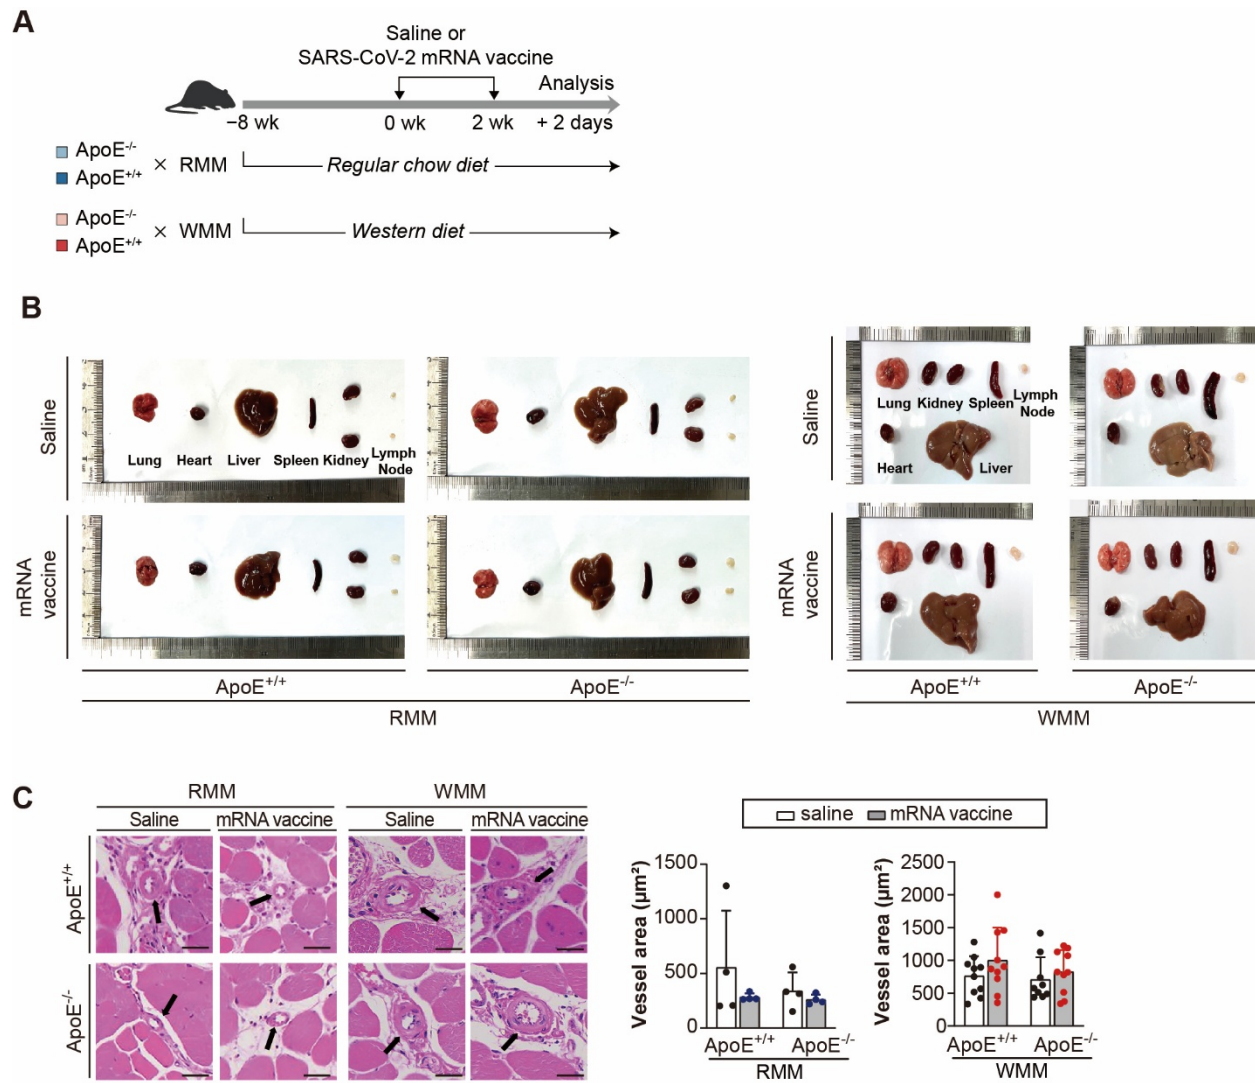 A
Saline or
SARS-CoV-2 mRNA vaccine
Analysis
−8 wk 0 wk 2 wk + 2 days
ApoE-/-
ApoE+/+
× RMM
Regular chow diet
ApoE-/-
ApoE+/+
× WMM
Western diet
B
Saline
mRNA vaccine
Lung Heart Liver Spleen Kidney Lymph
Node
ApoE+/+ ApoE-/-
RMM
Saline
mRNA vaccine
Lung Kidney Spleen Lymph
Node
Heart Liver
ApoE+/+ ApoE-/-
WMM
C
RMM WMM
Saline mRNA vaccine Saline mRNA vaccine
ApoE+/+
ApoE-/-
saline mRNA vaccine
Vessel area (µm²)
1500
1000
500
0
ApoE+/+ ApoE-/-
RMM
Vessel area (µm²)
2500
2000
1500
1000
500
0
ApoE+/+ ApoE-/-
WMM